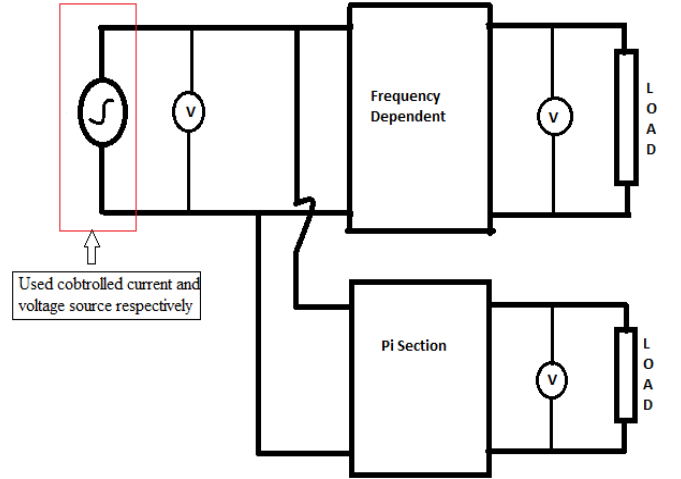 V
Frequency
Dependent
V
L
O
A
D
Used cobtrolled current and
voltage source respectively
Pi Section
V
L
O
A
D